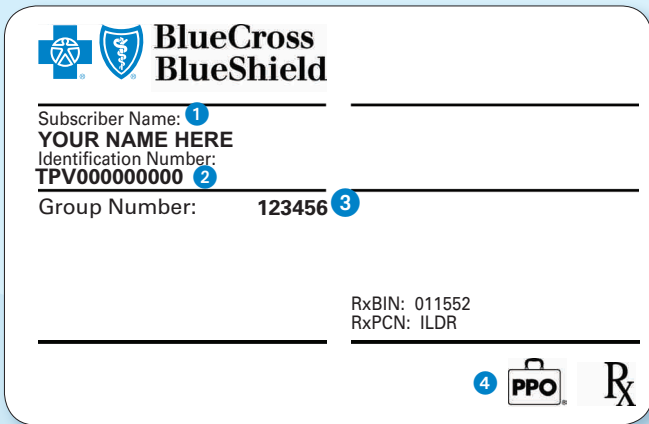 BlueCross
BlueShield
Subscriber Name: 1
YOUR NAME HERE
Identification Number:
TPV000000000 2
Group Number: 123456 3
RxBIN: 011552
RxPCN: ILDR
4 PPO® Rx